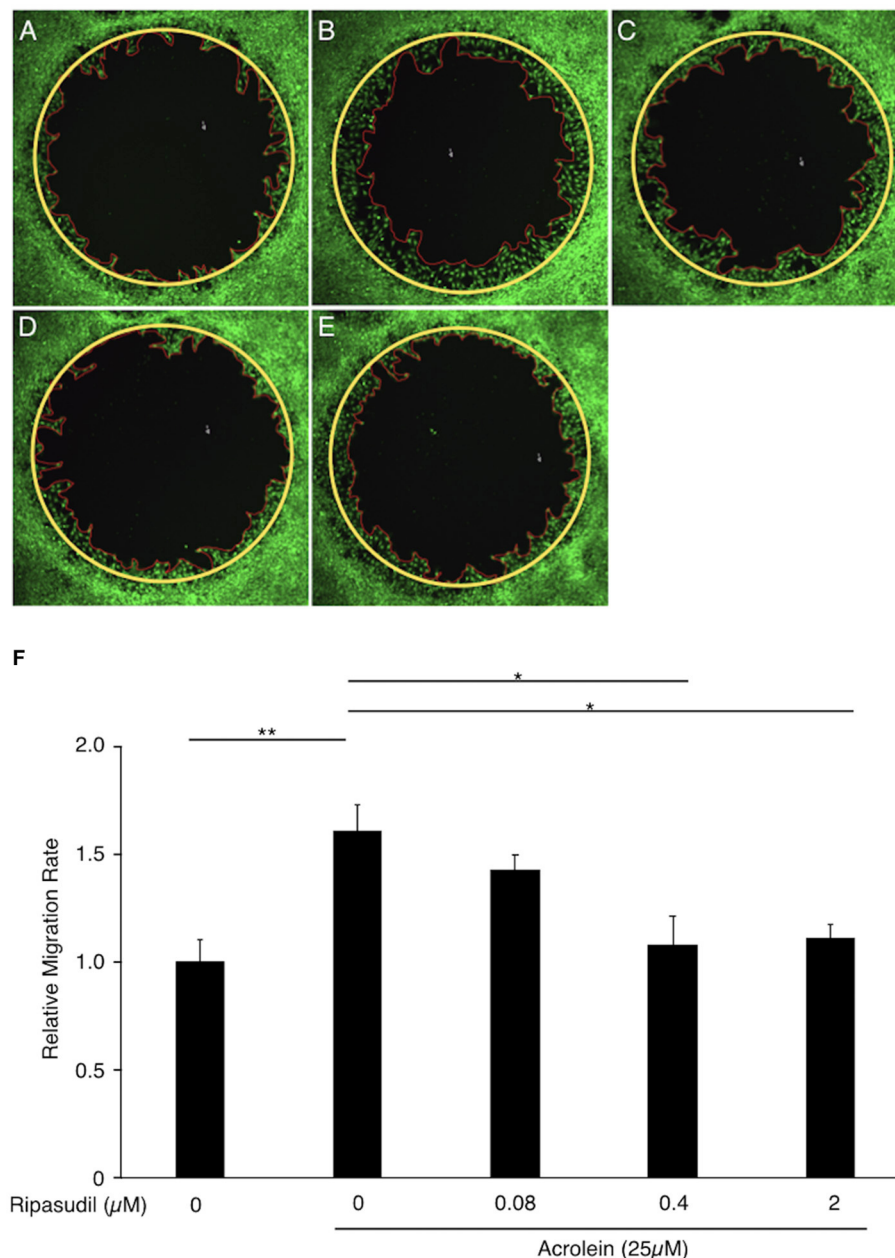 A B C
D E
F
*
*
**
2.0
1.5
1.0
0.5
0
Relative Migration Rate
Ripasudil (μM) 0 0 0.08 0.4 2
Acrolein (25μM)